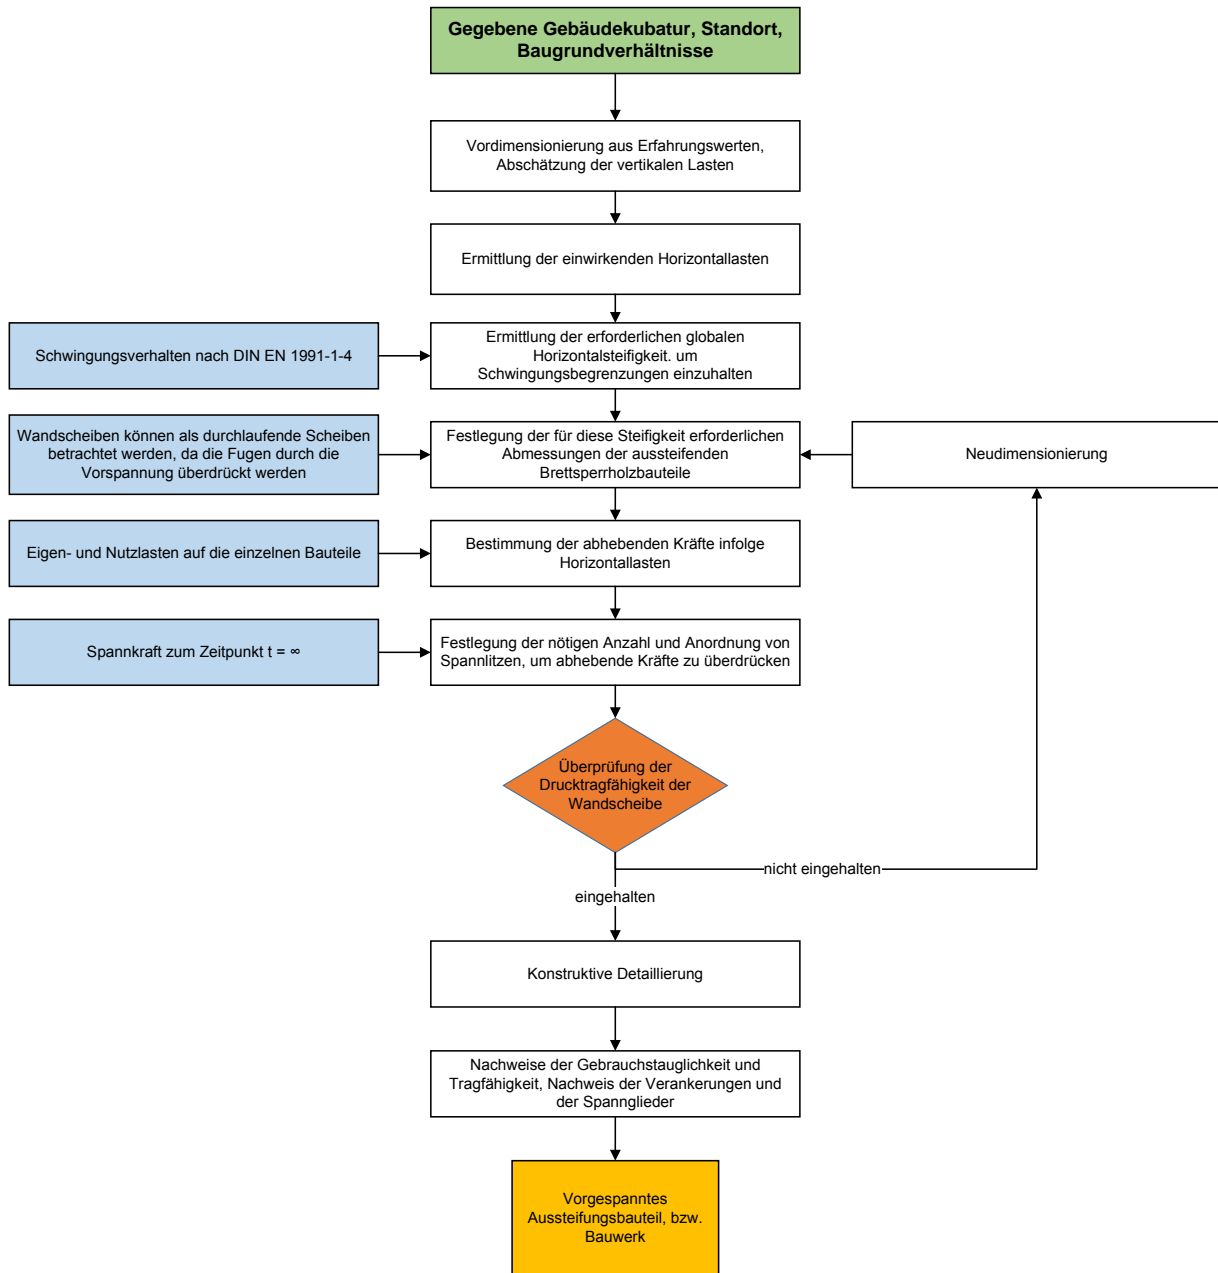 Gegebene Gebäudekubatur, Standort,
Baugrundverhältnisse
Vordimensionierung aus Erfahrungswerten,
Abschätzung der vertikalen Lasten
Ermittlung der einwirkenden Horizontallasten
Schwingungsverhalten nach DIN EN 1991-1-4
Ermittlung der erforderlichen globalen
Horizontalsteifigkeit. um
Schwingungsbegrenzungen einzuhalten
Wandscheiben können als durchlaufende Scheiben
betrachtet werden, da die Fugen durch die
Vorspannung überdrückt werden
Festlegung der für diese Steifigkeit erforderlichen
Abmessungen der aussteifenden
Brettsperrholzbauteile
Neudimensionierung
Eigen- und Nutzlasten auf die einzelnen Bauteile
Bestimmung der abhebenden Kräfte infolge
Horizontallasten
Spannkraft zum Zeitpunkt t = ∞
Festlegung der nötigen Anzahl und Anordnung von
Spannlitzen, um abhebende Kräfte zu überdrücken
Überprüfung der
Drucktragfähigkeit der
Wandscheibe
nicht eingehalten
eingehalten
Konstruktive Detaillierung
Nachweise der Gebrauchstauglichkeit und
Tragfähigkeit, Nachweis der Verankerungen und
der Spannglieder
Vorgespanntes
Aussteifungsbauteil, bzw.
Bauwerk